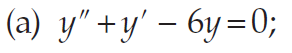 (a) y″ + y′ − 6y = 0;